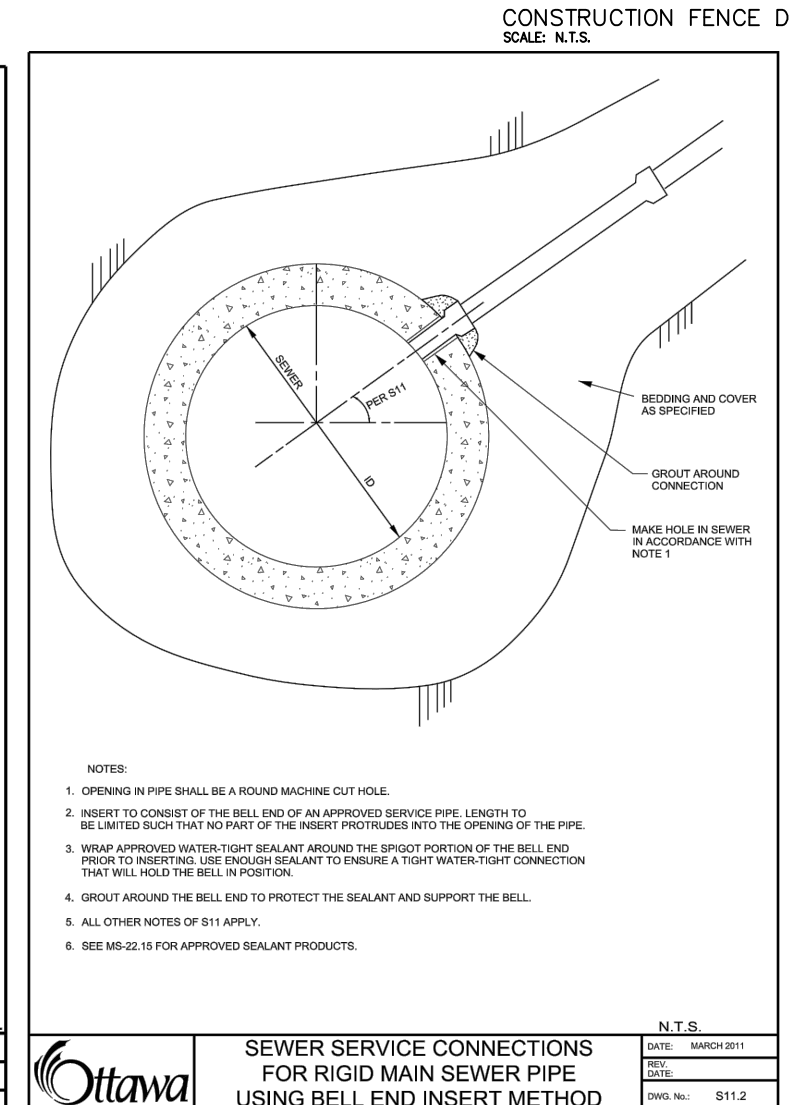 CONSTRUCTION FENCE D
SCALE: N.T.S.
SEWER
PER S11
ID
BEDDING AND COVER
AS SPECIFIED
GROUT AROUND
CONNECTION
MAKE HOLE IN SEWER
IN ACCORDANCE WITH
NOTE 1
NOTES:
1. OPENING IN PIPE SHALL BE A ROUND MACHINE CUT HOLE.
2. INSERT TO CONSIST OF THE BELL END OF AN APPROVED SERVICE PIPE. LENGTH TO
BE LIMITED SUCH THAT NO PART OF THE INSERT PROTRUDES INTO THE OPENING OF THE PIPE.
3. WRAP APPROVED WATER-TIGHT SEALANT AROUND THE SPIGOT PORTION OF THE BELL END
PRIOR TO INSERTING. USE ENOUGH SEALANT TO ENSURE A TIGHT WATER-TIGHT CONNECTION
THAT WILL HOLD THE BELL IN POSITION.
4. GROUT AROUND THE BELL END TO PROTECT THE SEALANT AND SUPPORT THE BELL.
5. ALL OTHER NOTES OF S11 APPLY.
6. SEE MS-22.15 FOR APPROVED SEALANT PRODUCTS.
N.T.S.
Ottawa
SEWER SERVICE CONNECTIONS
FOR RIGID MAIN SEWER PIPE
USING BELL END INSERT METHOD
DATE: MARCH 2011
REV.
DATE:
DWG. No.: S11.2